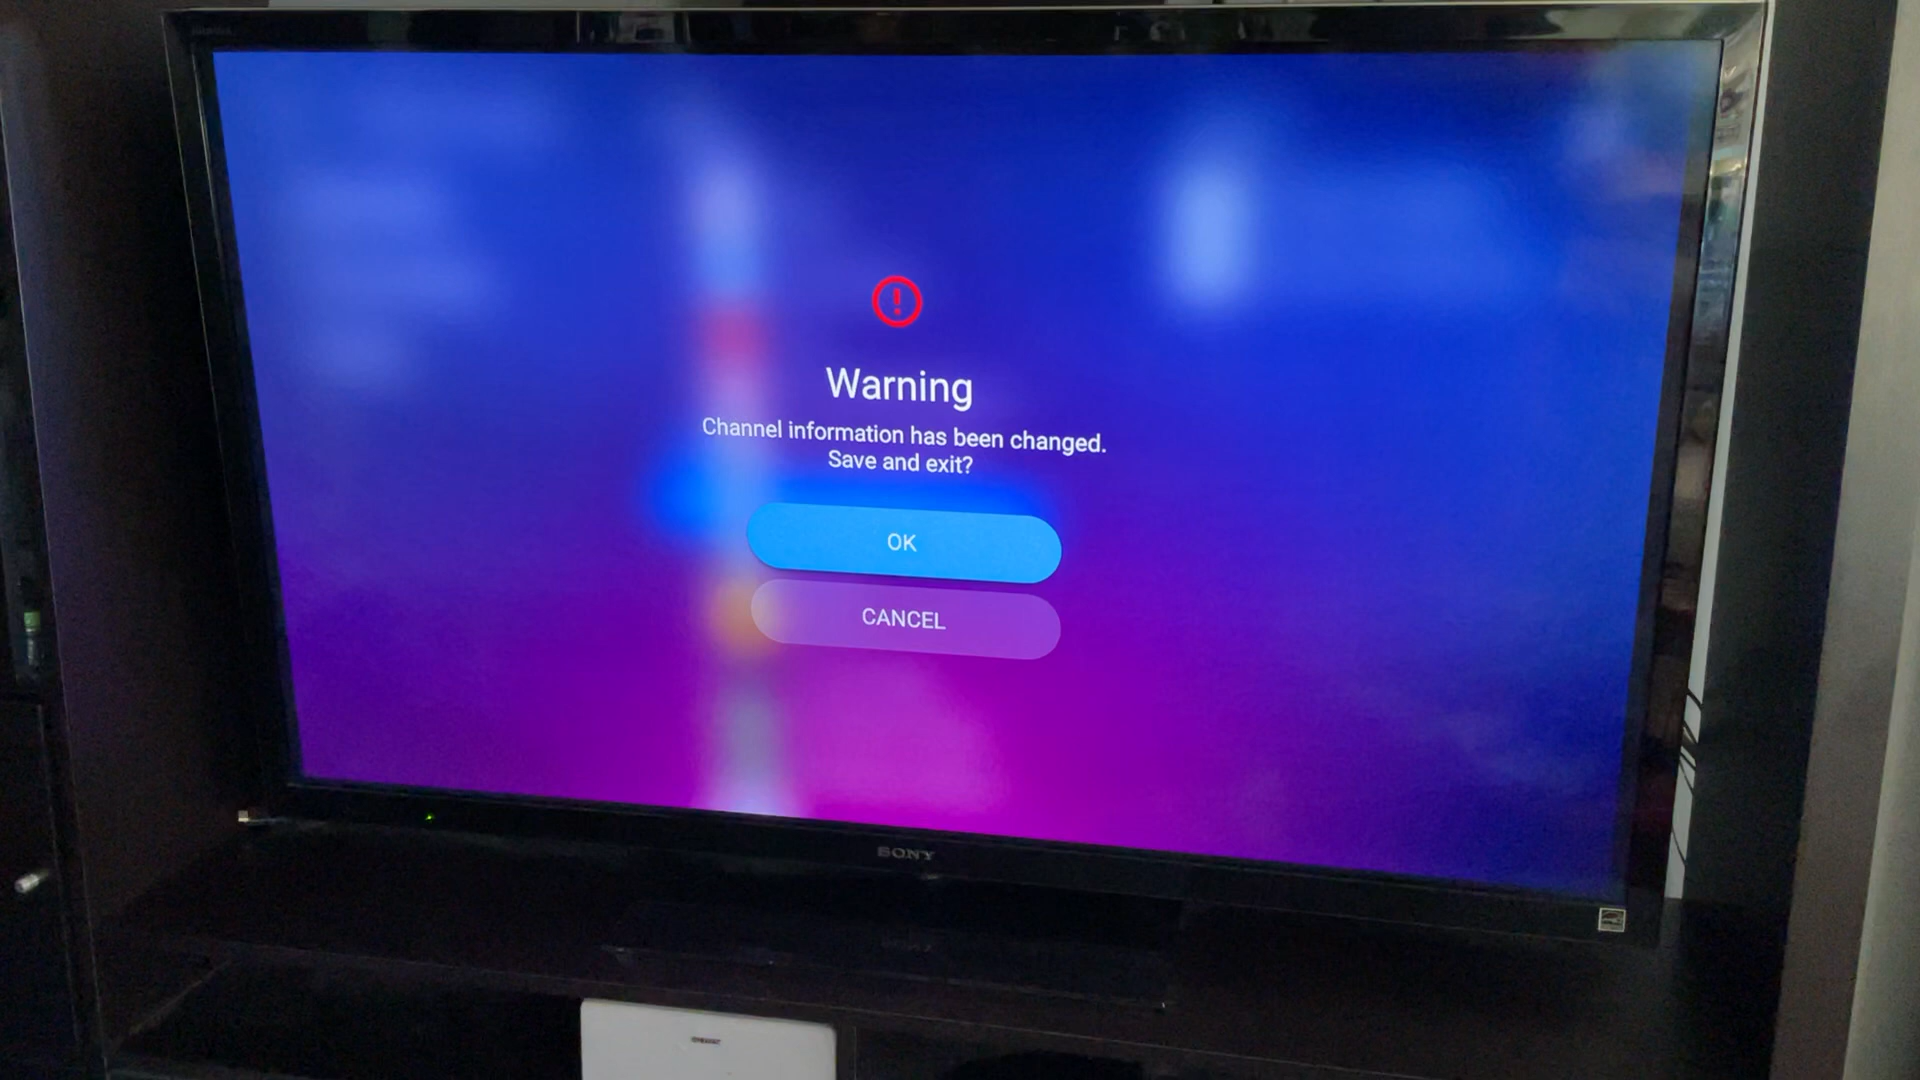 Warning
Channel information has been changed.
Save and exit?
OK
CANCEL
SONY